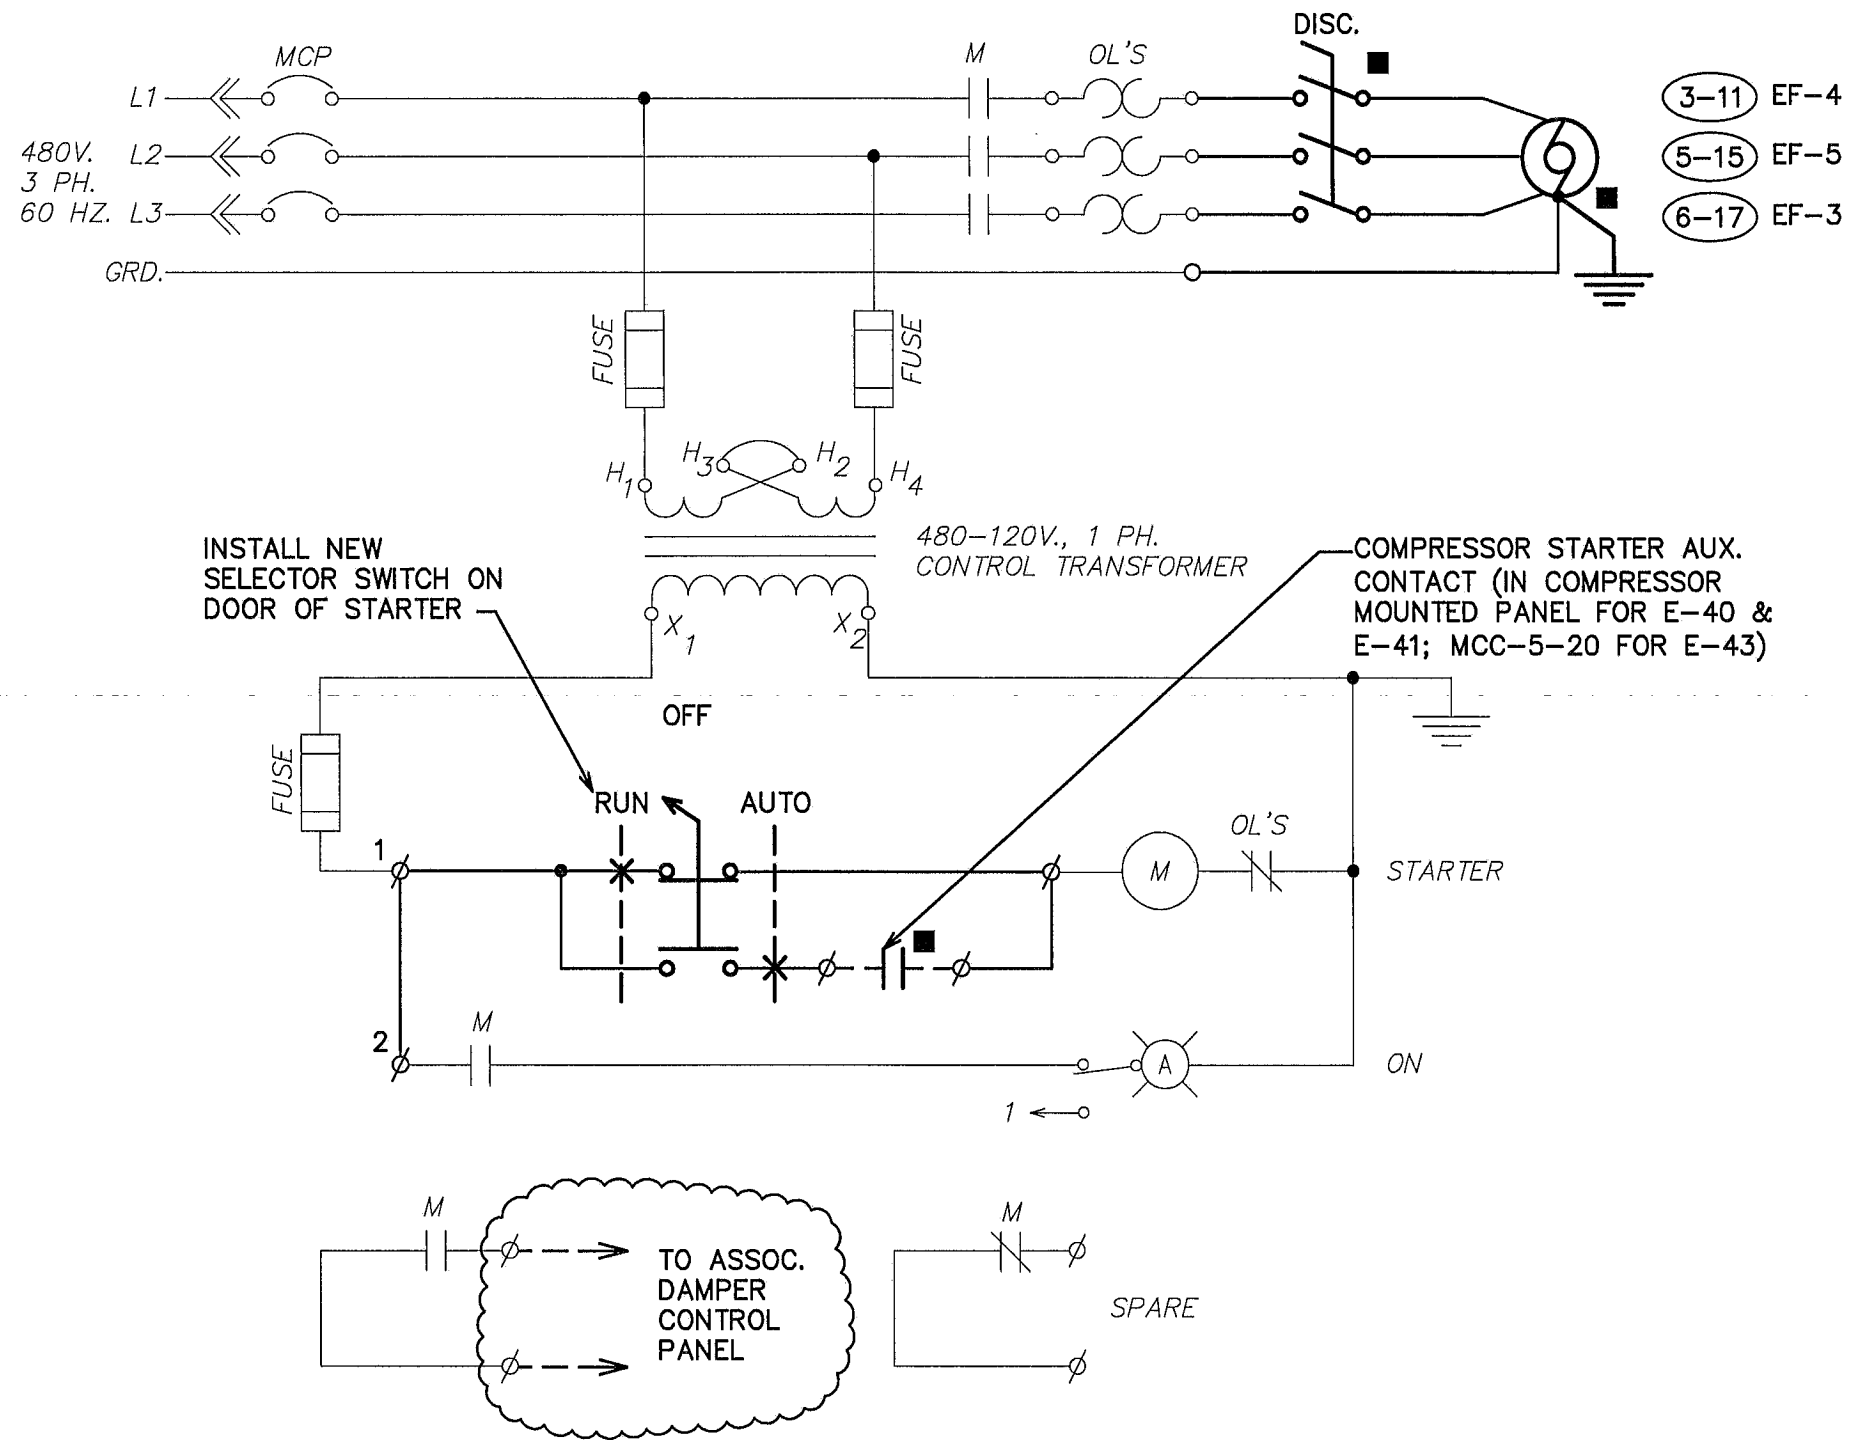 DISC.
MCP
M
OL'S
L1
3-11 EF-4
480V. L2
5-15 EF-5
3 PH.
60 HZ. L3
6-17 EF-3
GRD.
FUSE
FUSE
H1
H3
H2
H4
480-120V., 1 PH.
CONTROL TRANSFORMER
INSTALL NEW
SELECTOR SWITCH ON
DOOR OF STARTER
COMPRESSOR STARTER AUX.
CONTACT (IN COMPRESSOR
MOUNTED PANEL FOR E-40 &
E-41; MCC-5-20 FOR E-43)
X1
X2
OFF
FUSE
RUN
AUTO
OL'S
1
M
STARTER
2
M
A
ON
1
M
TO ASSOC.
DAMPER
CONTROL
PANEL
M
SPARE